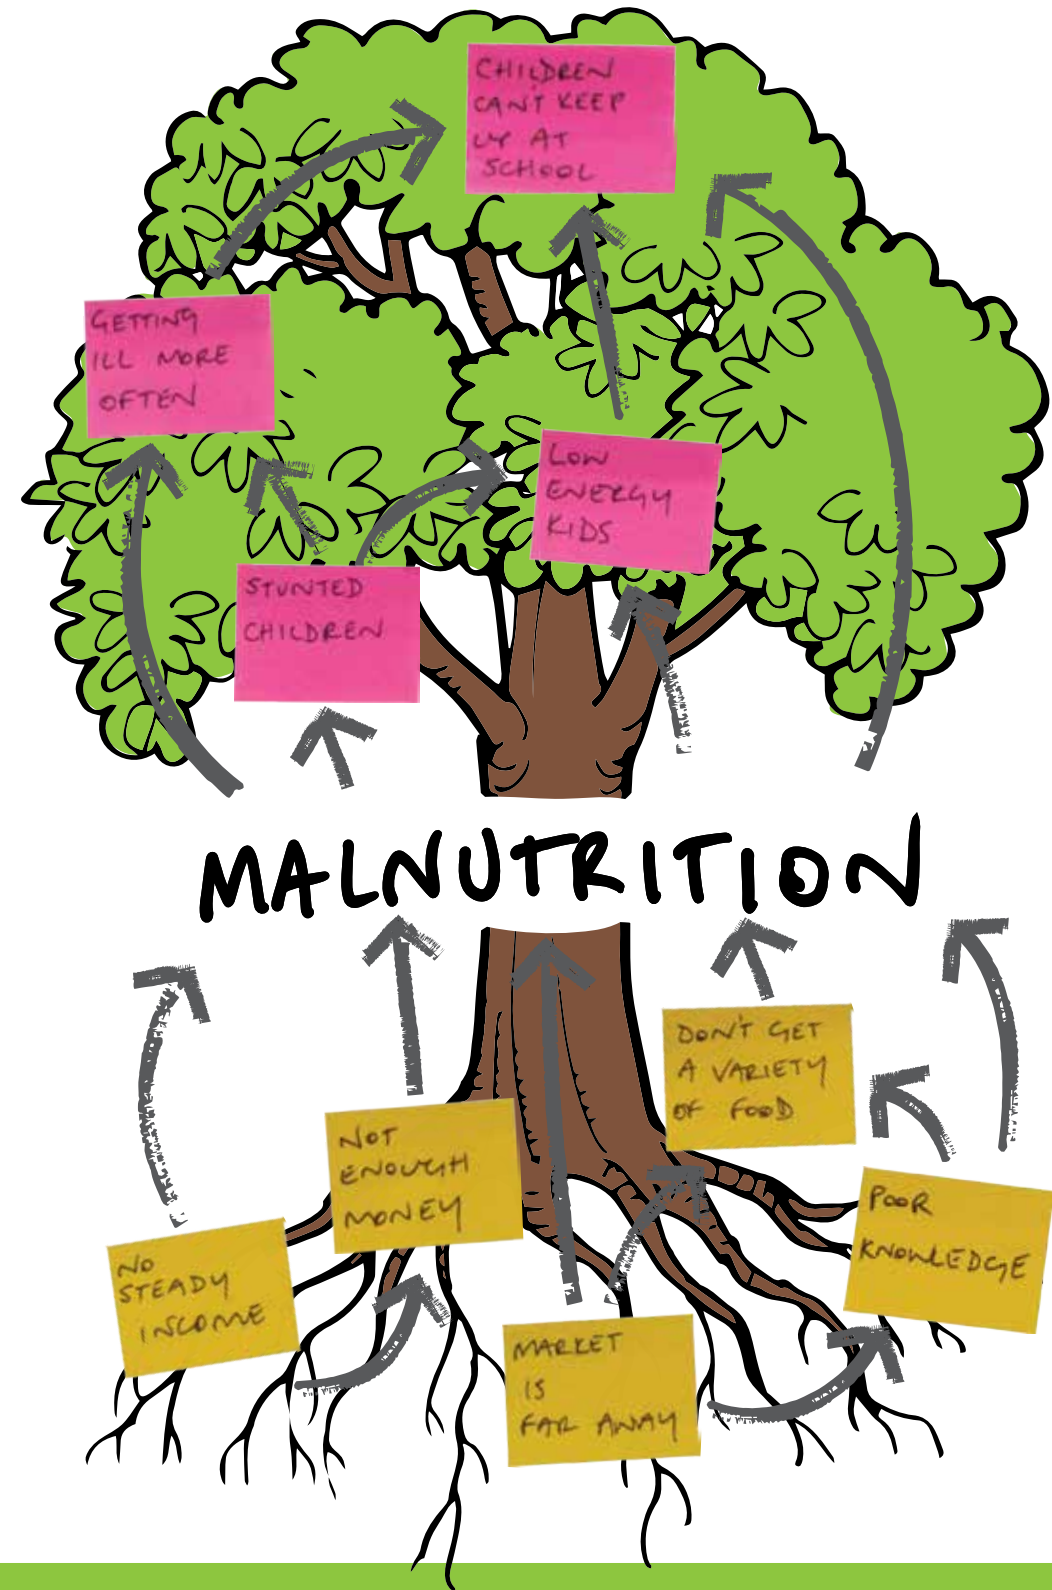 CHILDREN
CAN'T KEEP
UP AT
SCHOOL
GETTING
ILL MORE
OFTEN
LOW
ENERGY
KIDS
STUNTED
CHILDREN
MALNUTRITION
DON'T GET
A VARIETY
OF FOOD
NOT
ENOUGH
MONEY
POOR
KNOWLEDGE
NO
STEADY
INCOME
MARKET
IS
FAR AWAY